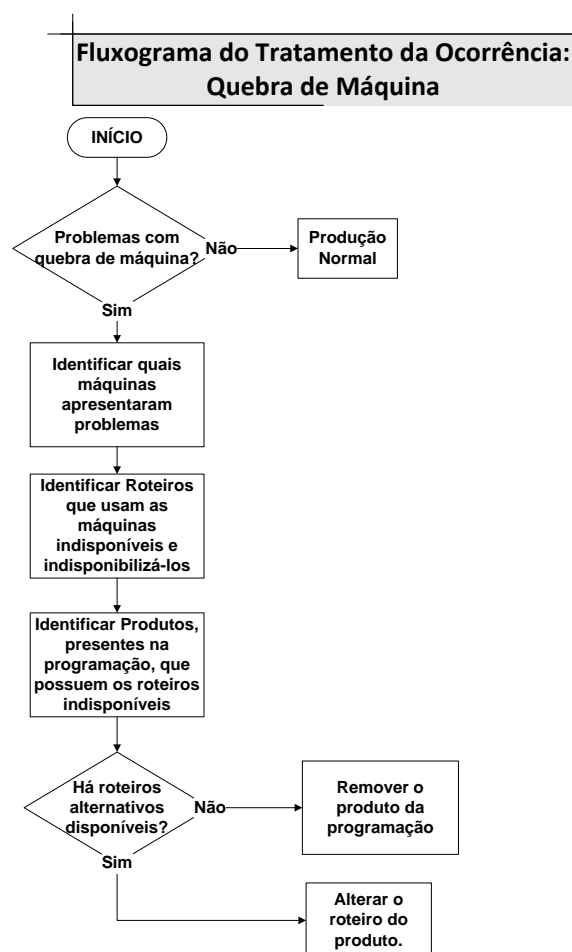 Fluxograma do Tratamento da Ocorrência:
Quebra de Máquina
INÍCIO
Problemas com
quebra de máquina?
Não
Produção
Normal
Sim
Identificar quais
máquinas
apresentaram
problemas
Identificar Roteiros
que usam as
máquinas
indisponíveis e
indisponibilizá-los
Identificar Produtos,
presentes na
programação, que
possuem os roteiros
indisponíveis
Há roteiros
alternativos
disponíveis?
Não
Remover o
produto da
programação
Sim
Alterar o
roteiro do
produto.